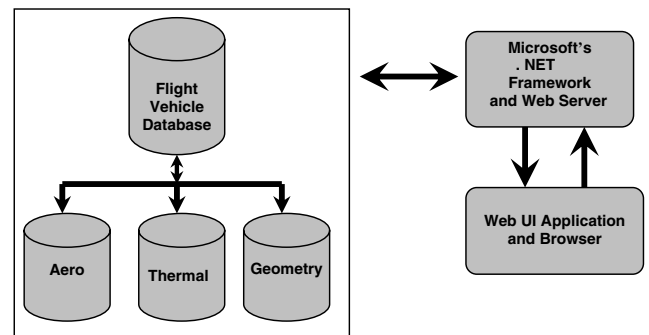 Flight
Vehicle
Database
Aero
Thermal
Geometry
Microsoft's
. NET
Framework
and Web Server
Web UI Application
and Browser